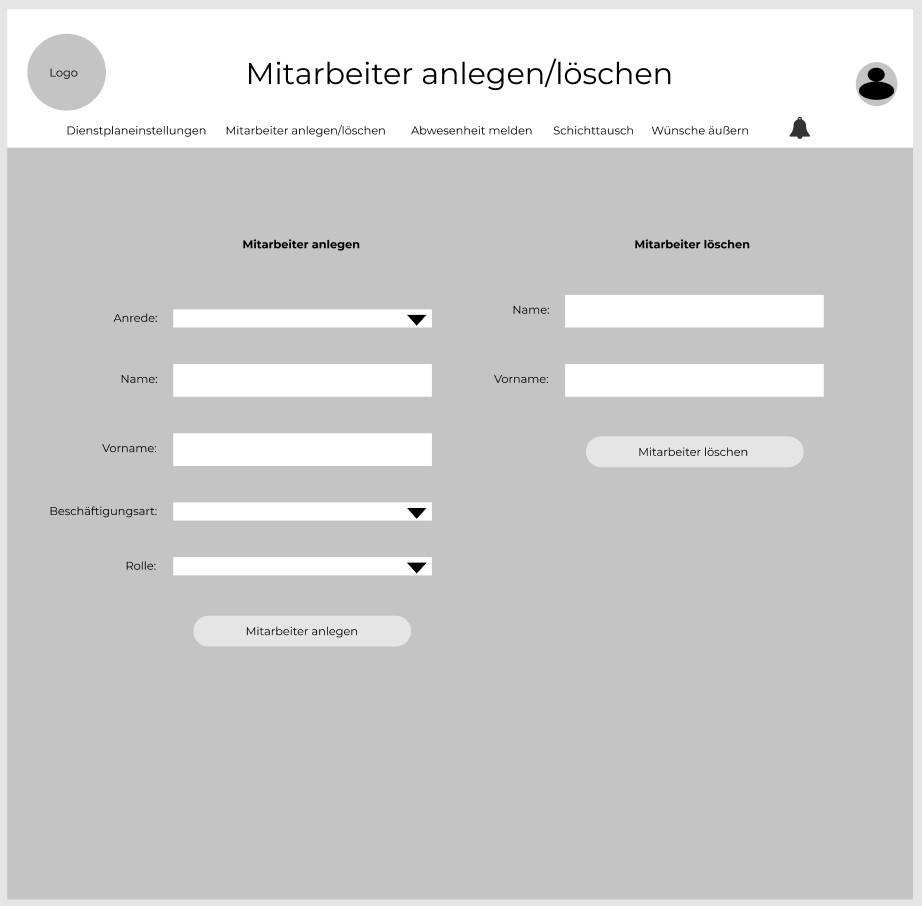 Logo
Mitarbeiter anlegen/löschen
Dienstplaneinstellungen Mitarbeiter anlegen/löschen Abwesenheit melden Schichttausch Wünsche äußern
Mitarbeiter anlegen
Anrede:
Name:
Vorname:
Beschäftigungsart:
Rolle:
Mitarbeiter anlegen
Mitarbeiter löschen
Name:
Vorname:
Mitarbeiter löschen